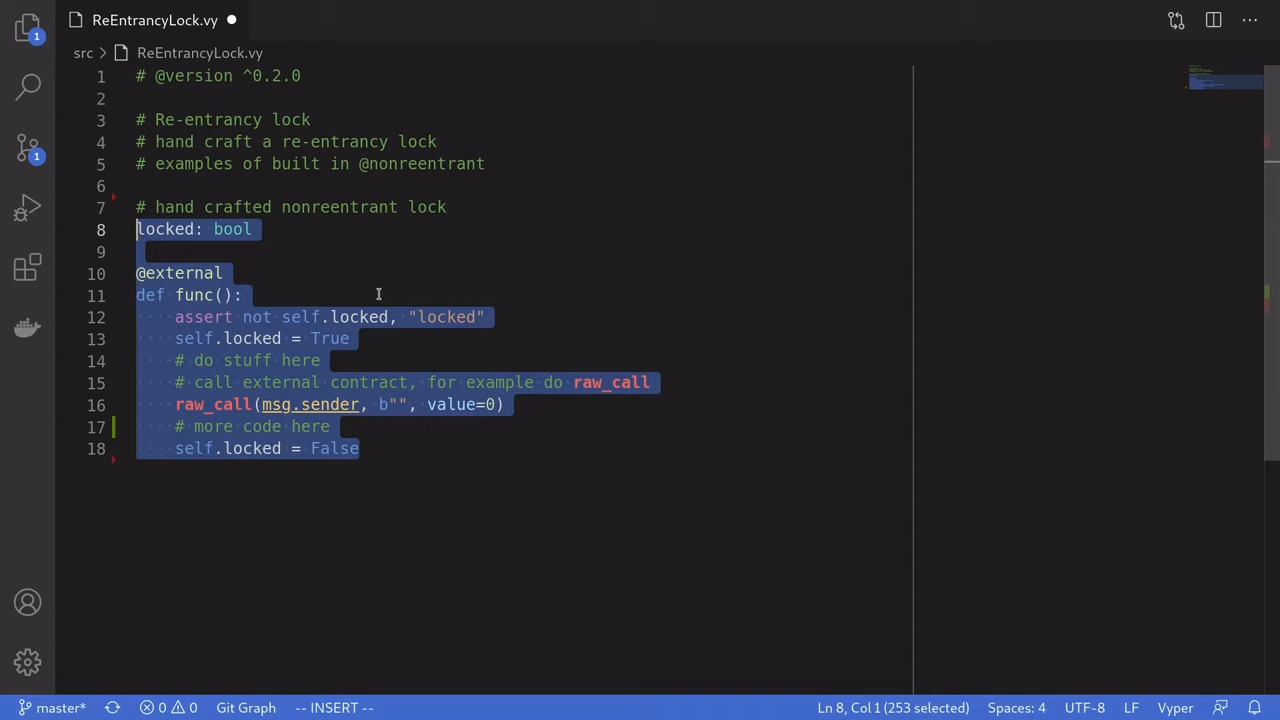 ReEntrancyLock.vy
src > ReEntrancyLock.vy
1 # @version ^0.2.0
2
3 # Re-entrancy lock
4 # hand craft a re-entrancy lock
5 # examples of built in @nonreentrant
6
7 # hand crafted nonreentrant lock
8 locked: bool
9
10 @external
11 def func():
12     assert not self.locked, "locked"
13     self.locked = True
14     # do stuff here
15     # call external contract, for example do raw_call
16     raw_call(msg.sender, b"", value=0)
17     # more code here
18     self.locked = False
1
1
master* 0 0 Git Graph -- INSERT -- Ln 8, Col 1 (253 selected) Spaces: 4 UTF-8 LF Vyper